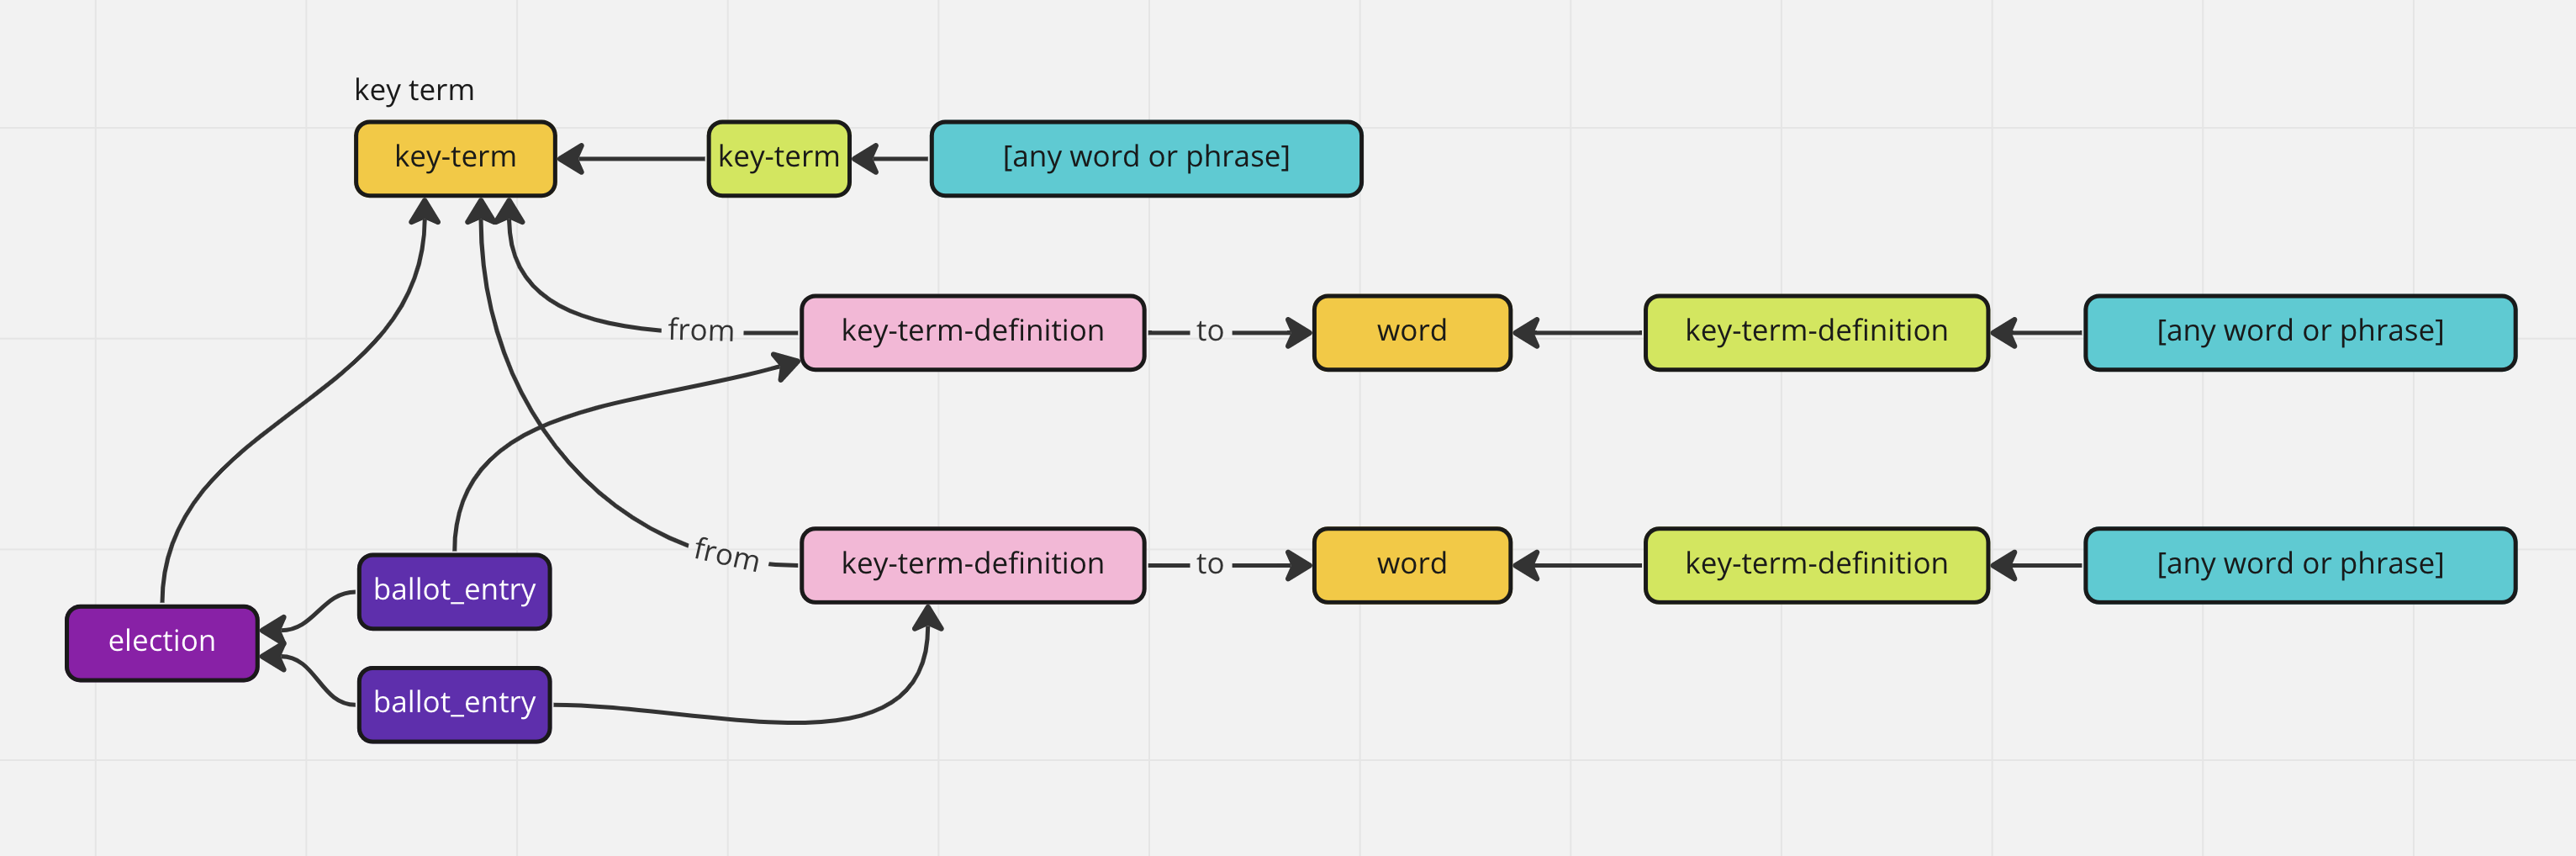 key term
key-term
key-term
[any word or phrase]
from
key-term-definition
to
word
key-term-definition
[any word or phrase]
from
key-term-definition
to
word
key-term-definition
[any word or phrase]
ballot_entry
election
ballot_entry